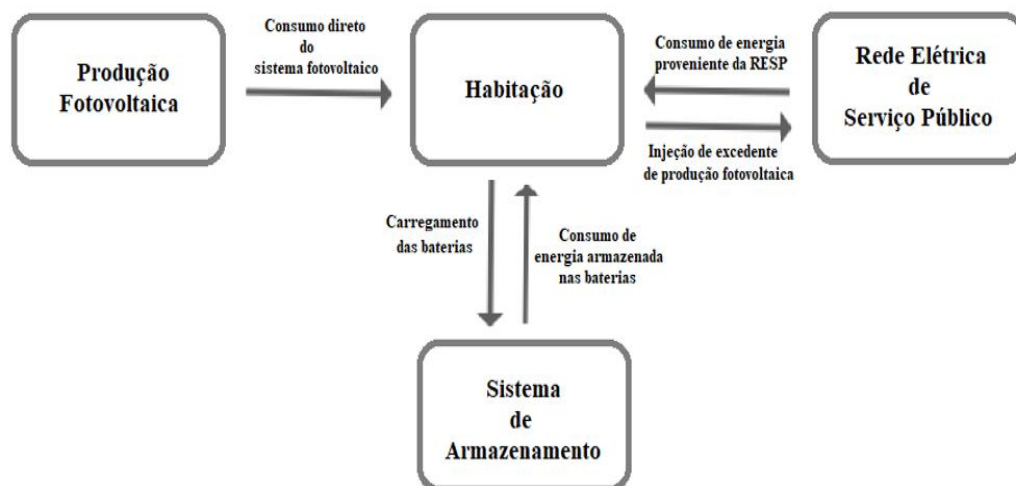 Produção
Fotovoltaica
Consumo direto
do
sistema fotovoltaico
Habitação
Consumo de energia
proveniente da RESP
Injeção de excedente
de produção fotovoltaica
Rede Elétrica
de
Serviço Público
Carregamento
das baterias
Consumo de
energia armazenada
nas baterias
Sistema
de
Armazenamento